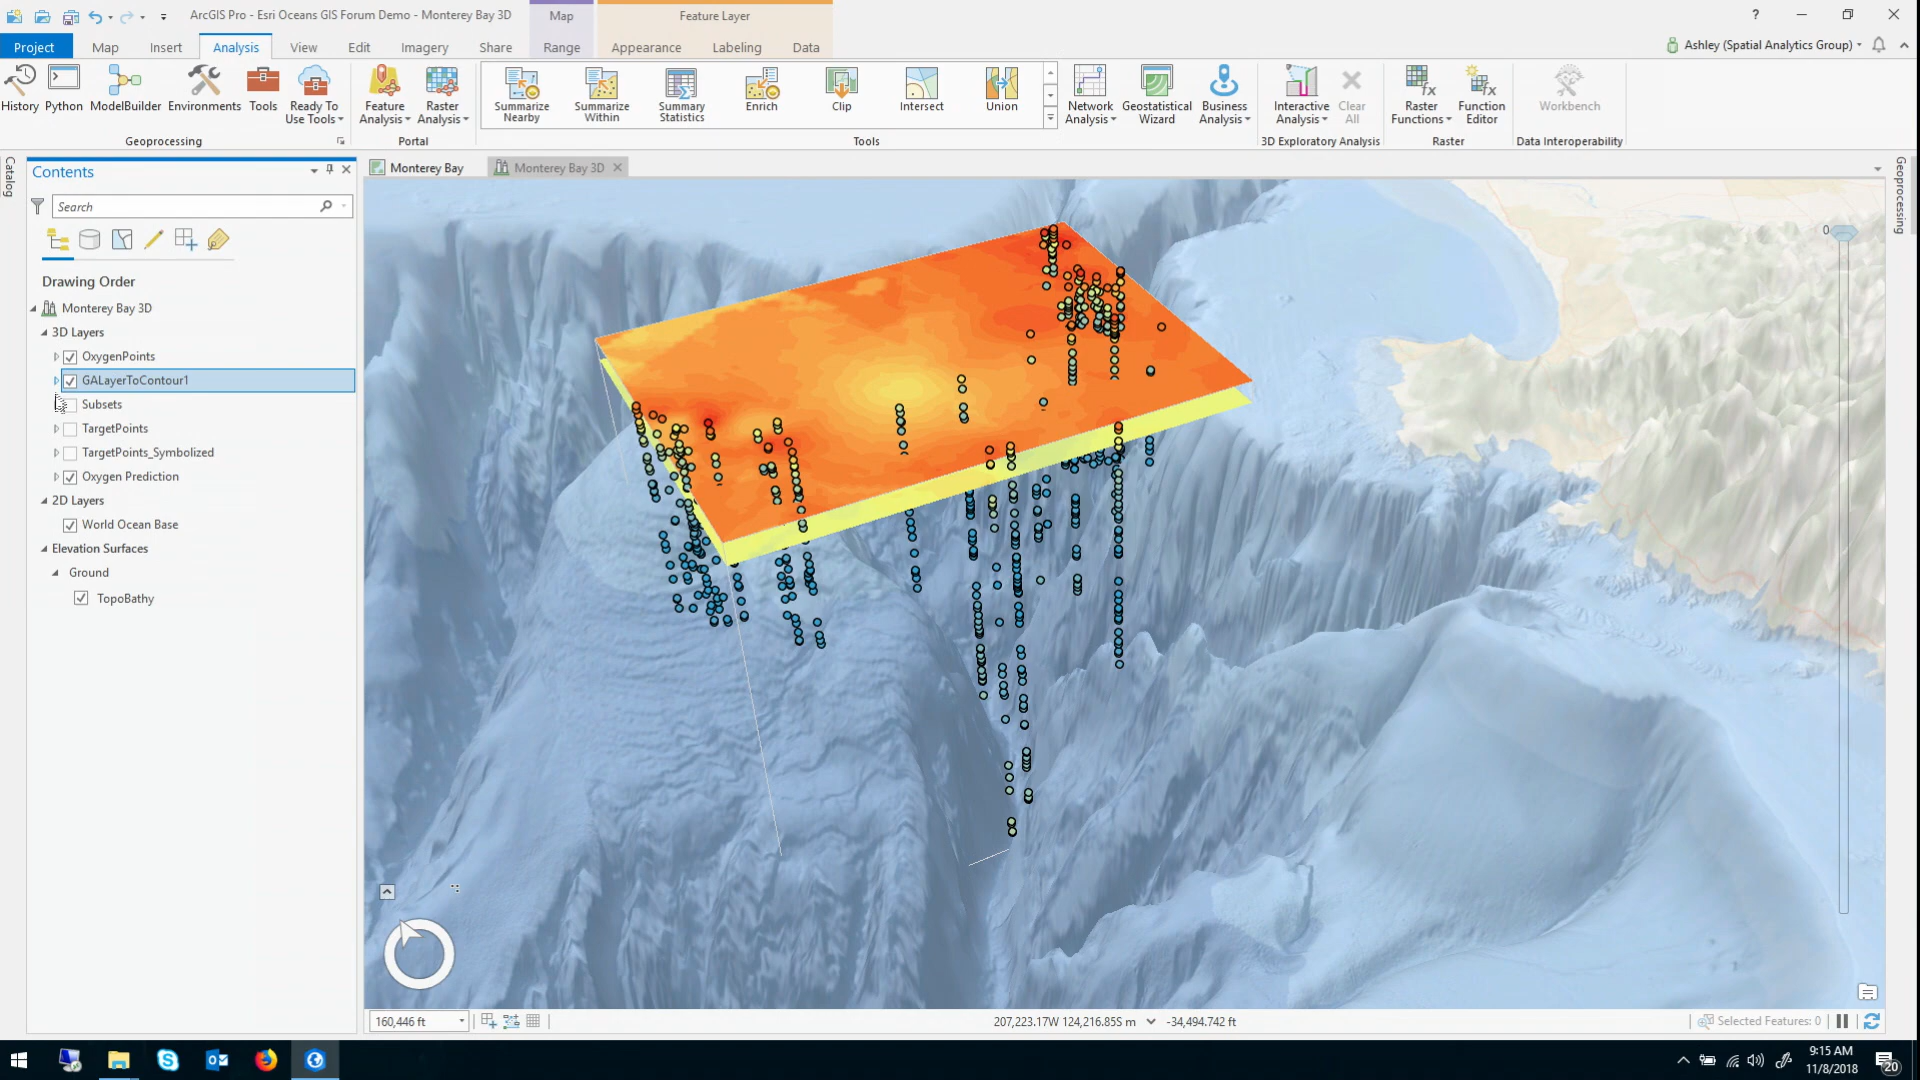 ArcGIS Pro - Esri Oceans GIS Forum Demo - Monterey Bay 3D
Map
Feature Layer
?
Project
Map
Insert
Analysis
View
Edit
Imagery
Share
Range
Appearance
Labeling
Data
Ashley (Spatial Analytics Group)
History
Python
ModelBuilder
Environments
Tools
Ready To
Use Tools
Feature
Analysis
Raster
Analysis
Summarize
Nearby
Summarize
Within
Summary
Statistics
Enrich
Clip
Intersect
Union
Network
Analysis
Geostatistical
Wizard
Business
Analysis
Interactive
Analysis
Clear
All
Raster
Functions
Function
Editor
Workbench
Geoprocessing
Portal
Tools
3D Exploratory Analysis
Raster
Data Interoperability
Catalog
Contents
Monterey Bay
Monterey Bay 3D
Geoprocessing
Search
0
Drawing Order
Monterey Bay 3D
3D Layers
OxygenPoints
GALayerToContour1
Subsets
TargetPoints
TargetPoints_Symbolized
Oxygen Prediction
2D Layers
World Ocean Base
Elevation Surfaces
Ground
TopoBathy
160,446 ft
207,223.17W 124,216.85S m
-34,494.742 ft
Selected Features: 0
9:15 AM
11/8/2018
20